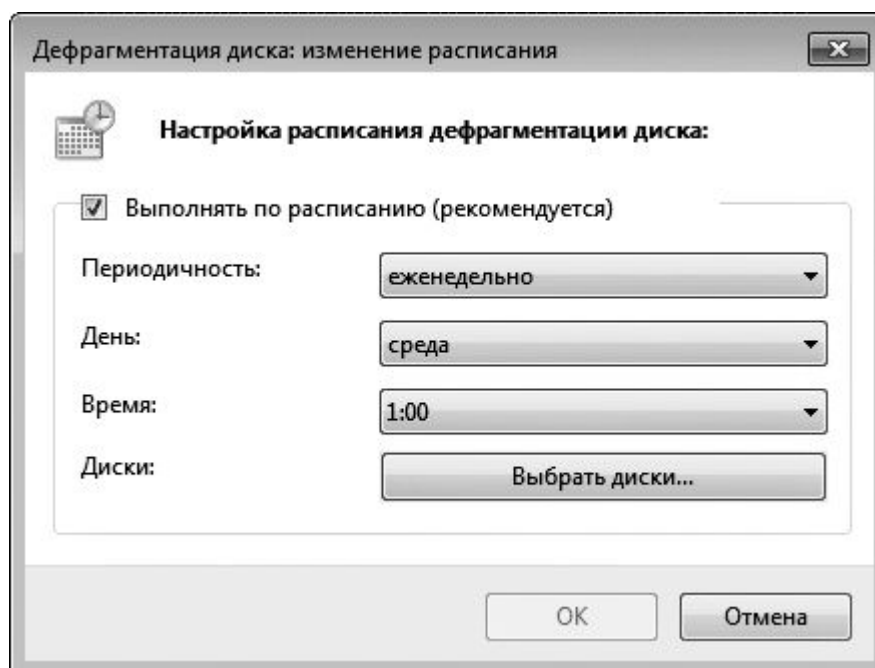 Дефрагментация диска: изменение расписания
Настройка расписания дефрагментации диска:
Выполнять по расписанию (рекомендуется)
Периодичность: еженедельно
День: среда
Время: 1:00
Диски: Выбрать диски...
OK Отмена